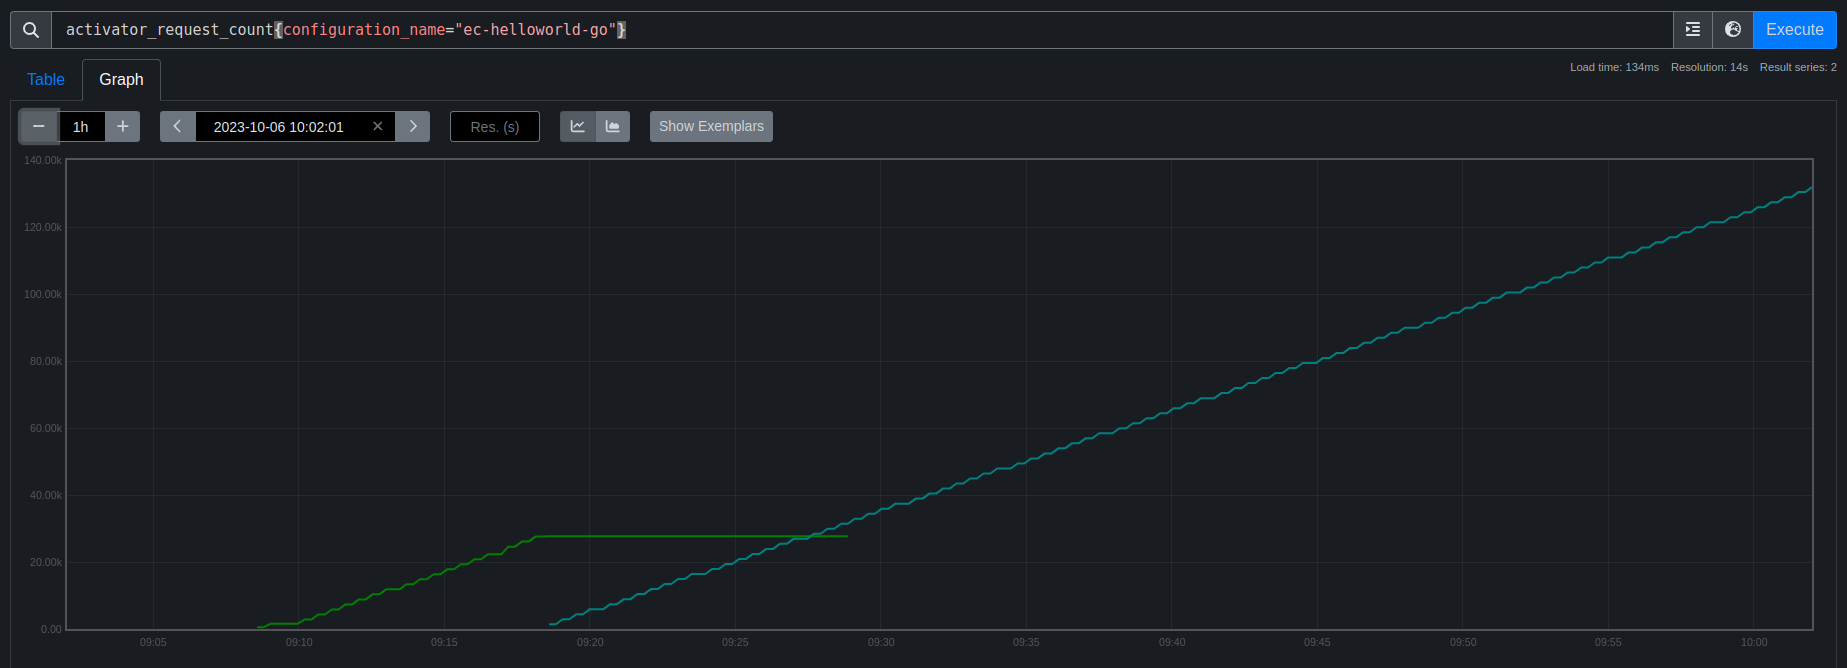 activator_request_count{configuration_name="ec-helloworld-go"}
Execute
Table
Graph
Load time: 134ms Resolution: 14s Result series: 2
1h
2023-10-06 10:02:01
Res. (s)
Show Exemplars
140.00k
120.00k
100.00k
80.00k
60.00k
40.00k
20.00k
0.00
09:05 09:10 09:15 09:20 09:25 09:30 09:35 09:40 09:45 09:50 09:55 10:00